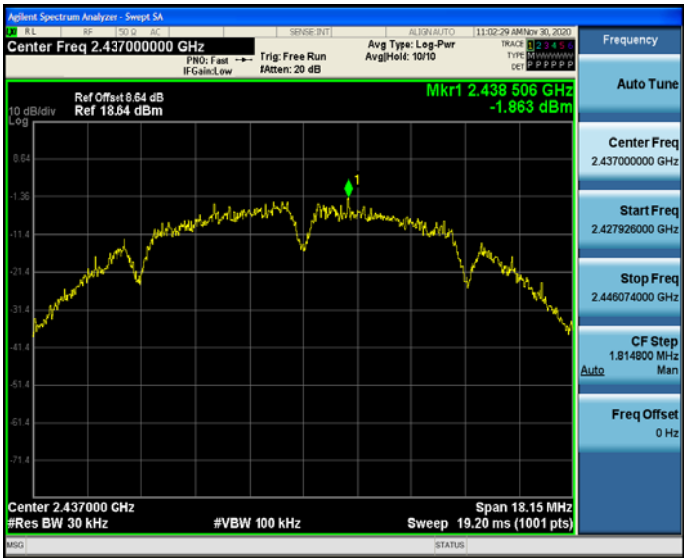 Agilent Spectrum Analyzer - Swept SA
RL RF 50 Ω AC SENSE:INT ALIGN AUTO 11:02:29 AM Nov 30, 2020
Center Freq 2.437000000 GHz
PNO: Fast
IFGain:Low
Trig: Free Run
#Atten: 20 dB
Avg Type: Log-Pwr
Avg|Hold: 10/10
TRACE 1 2 3 4 5 6
TYPE M WWWWW
DET P P P P P P
Ref Offset 8.64 dB
10 dB/div Ref 18.64 dBm
Log
Mkr1 2.438 506 GHz
-1.863 dBm
1
8.64
-1.36
-11.4
-21.4
-31.4
-41.4
-51.4
-61.4
-71.4
Center 2.437000 GHz Span 18.15 MHz
#Res BW 30 kHz #VBW 100 kHz Sweep 19.20 ms (1001 pts)
MSG STATUS
Frequency
Auto Tune
Center Freq
2.437000000 GHz
Start Freq
2.427926000 GHz
Stop Freq
2.446074000 GHz
CF Step
1.814800 MHz
Auto Man
Freq Offset
0 Hz